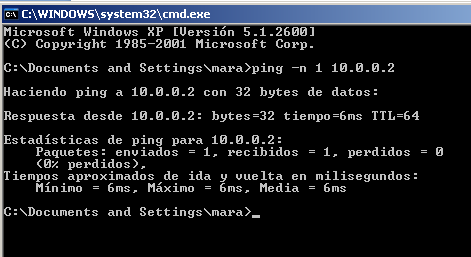 C:\WINDOWS\system32\cmd.exe
Microsoft Windows XP [Versión 5.1.2600]
(C) Copyright 1985-2001 Microsoft Corp.
C:\Documents and Settings\mara>ping -n 1 10.0.0.2
Haciendo ping a 10.0.0.2 con 32 bytes de datos:
Respuesta desde 10.0.0.2: bytes=32 tiempo=6ms TTL=64
Estadísticas de ping para 10.0.0.2:
Paquetes: enviados = 1, recibidos = 1, perdidos = 0
(0% perdidos),
Tiempos aproximados de ida y vuelta en milisegundos:
Mínimo = 6ms, Máximo = 6ms, Media = 6ms
C:\Documents and Settings\mara>_